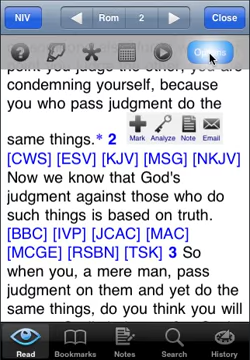 NIV
Rom 2
Close
point you judge the other, you are
condemning yourself, because
you who pass judgment do the
Mark Analyze Note Email
same things.* 2
[CWS] [ESV] [KJV] [MSG] [NKJV]
Now we know that God's
judgment against those who do
such things is based on truth.
[BBC] [IVP] [JCAC] [MAC]
[MCGE] [RSBN] [TSK] 3 So
when you, a mere man, pass
judgment on them and yet do the
same things, do you think you will
Read Bookmarks Notes Search History